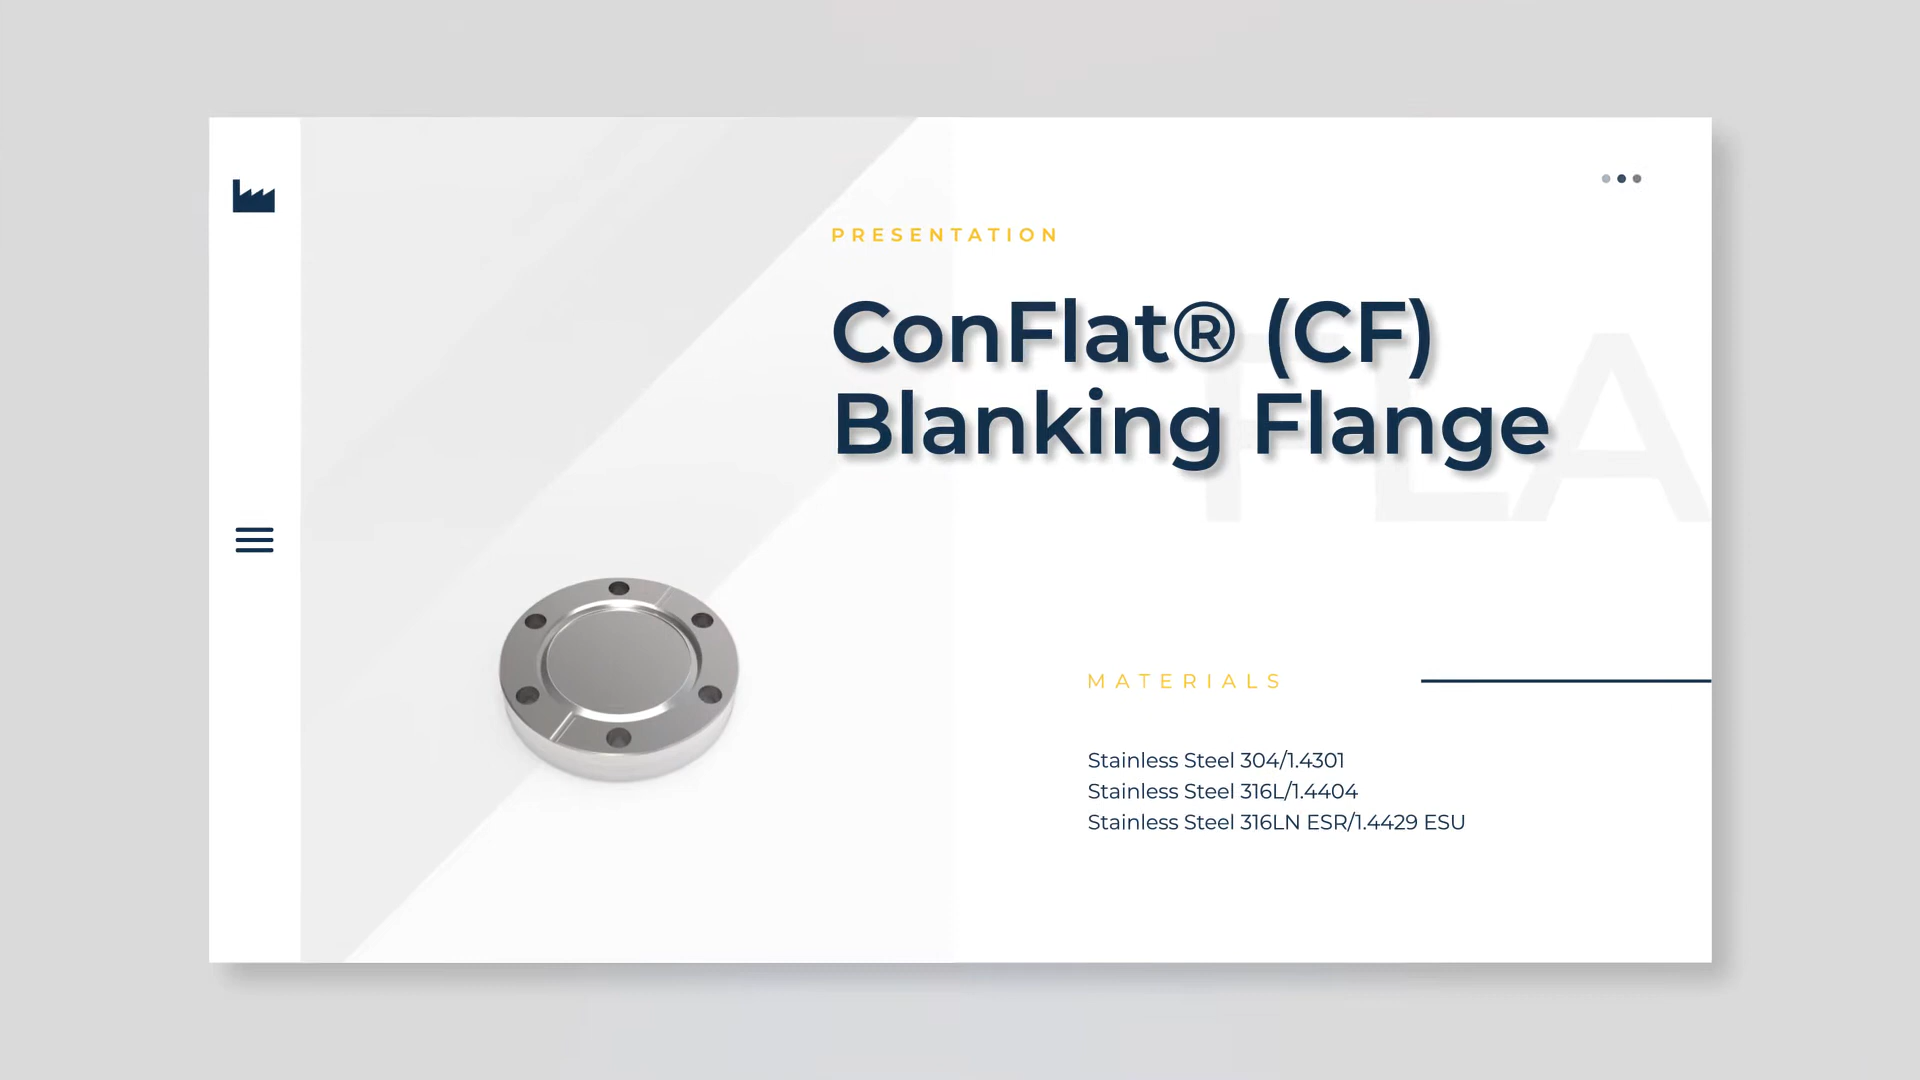 PRESENTATION
ConFlat® (CF)
Blanking Flange
FLA
MATERIALS
Stainless Steel 304/1.4301
Stainless Steel 316L/1.4404
Stainless Steel 316LN ESR/1.4429 ESU